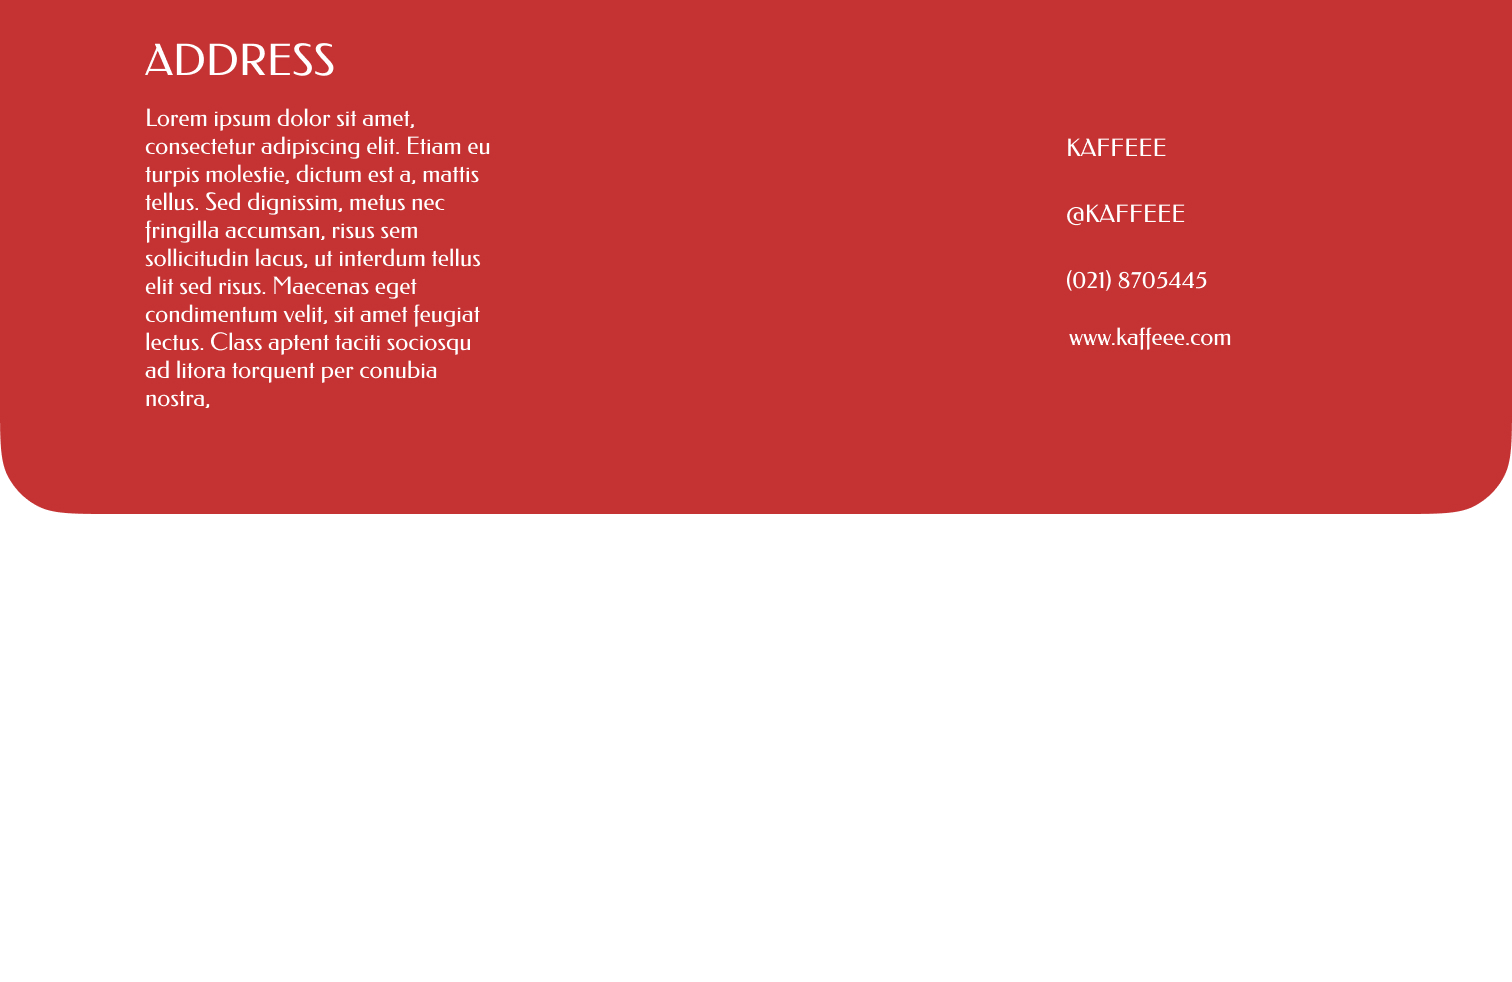 ADDRESS
Lorem ipsum dolor sit amet,
consectetur adipiscing elit. Etiam eu
turpis molestie, dictum est a, mattis
tellus. Sed dignissim, metus nec
fringilla accumsan, risus sem
sollicitudin lacus, ut interdum tellus
elit sed risus. Maecenas eget
condimentum velit, sit amet feugiat
lectus. Class aptent taciti sociosqu
ad litora torquent per conubia
nostra,
KAFFEEE
@KAFFEEE
(021) 8705445
www.kaffeee.com